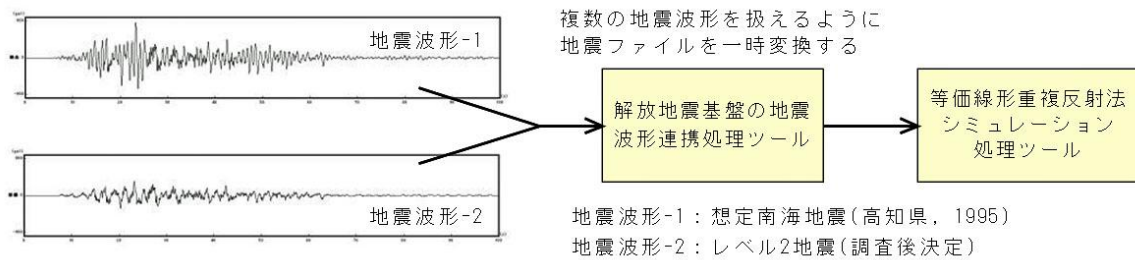 地震波形-1
複数の地震波形を扱えるように
地震ファイルを一時変換する
解放地震基盤の地震
波形連携処理ツール
等価線形重複反射法
シミュレーション
処理ツール
地震波形-2
地震波形-1：想定南海地震(高知県, 1995)
地震波形-2：レベル2地震(調査後決定)